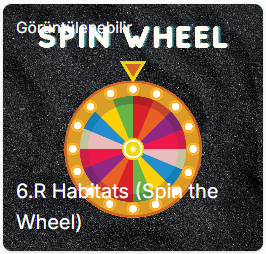 Görüntülenebilir
SPIN WHEEL
6.R Habitats (Spin the
Wheel)